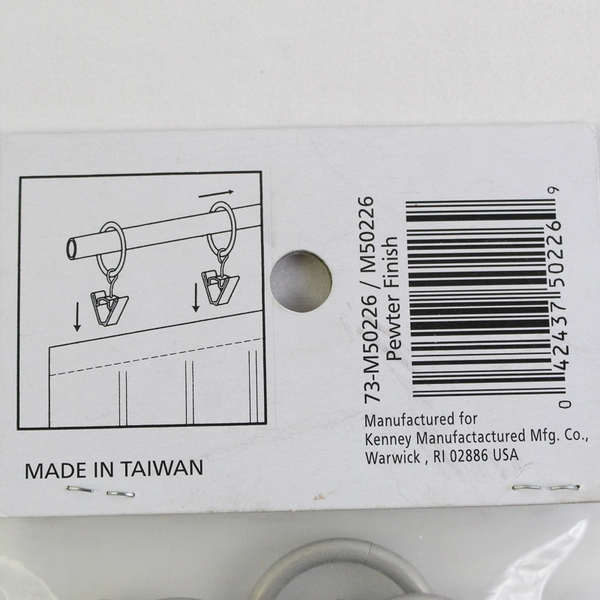 73-M50226 / M50226
Pewter Finish
0 42437 50226 9
Manufactured for
Kenney Manufactactured Mfg. Co.,
Warwick , RI 02886 USA
MADE IN TAIWAN